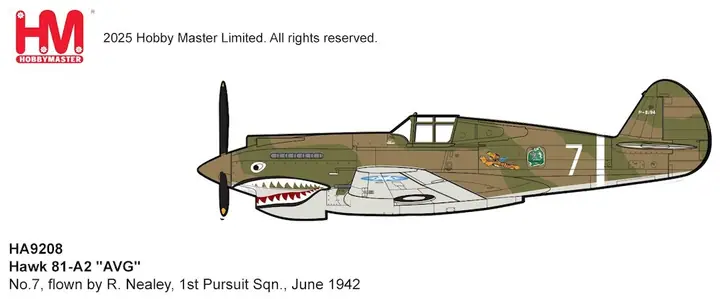 HM
HOBBYMASTER
2025 Hobby Master Limited. All rights reserved.
7
HA9208
Hawk 81-A2 "AVG"
No.7, flown by R. Nealey, 1st Pursuit Sqn., June 1942